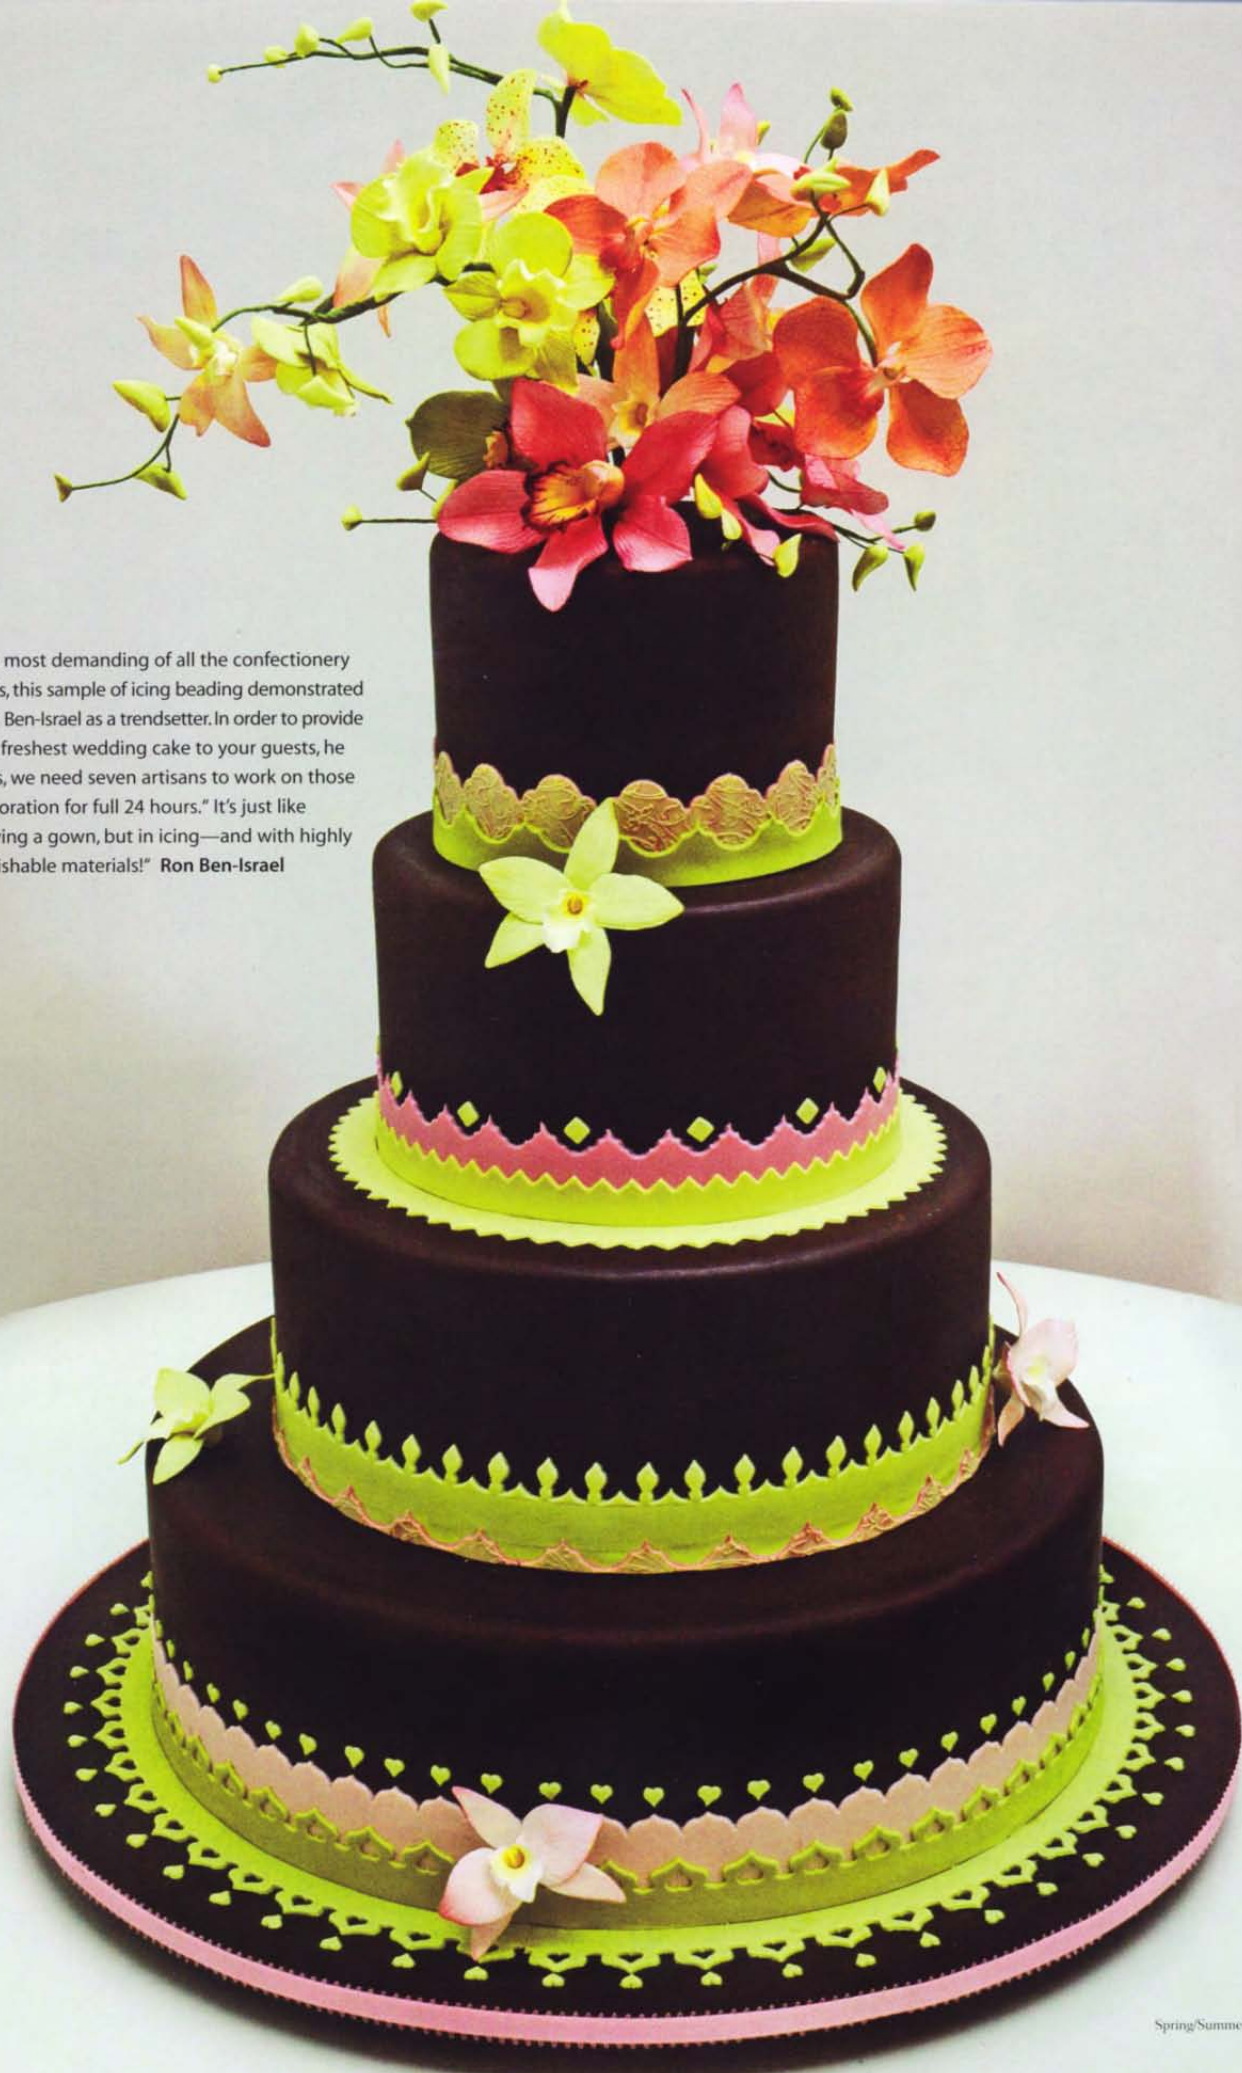 most demanding of all the confectionery
s, this sample of icing beading demonstrated
Ben-Israel as a trendsetter. In order to provide
freshest wedding cake to your guests, he
s, we need seven artisans to work on those
oration for full 24 hours." It's just like
ing a gown, but in icing—and with highly
ishable materials!" Ron Ben-Israel
Spring/Summe